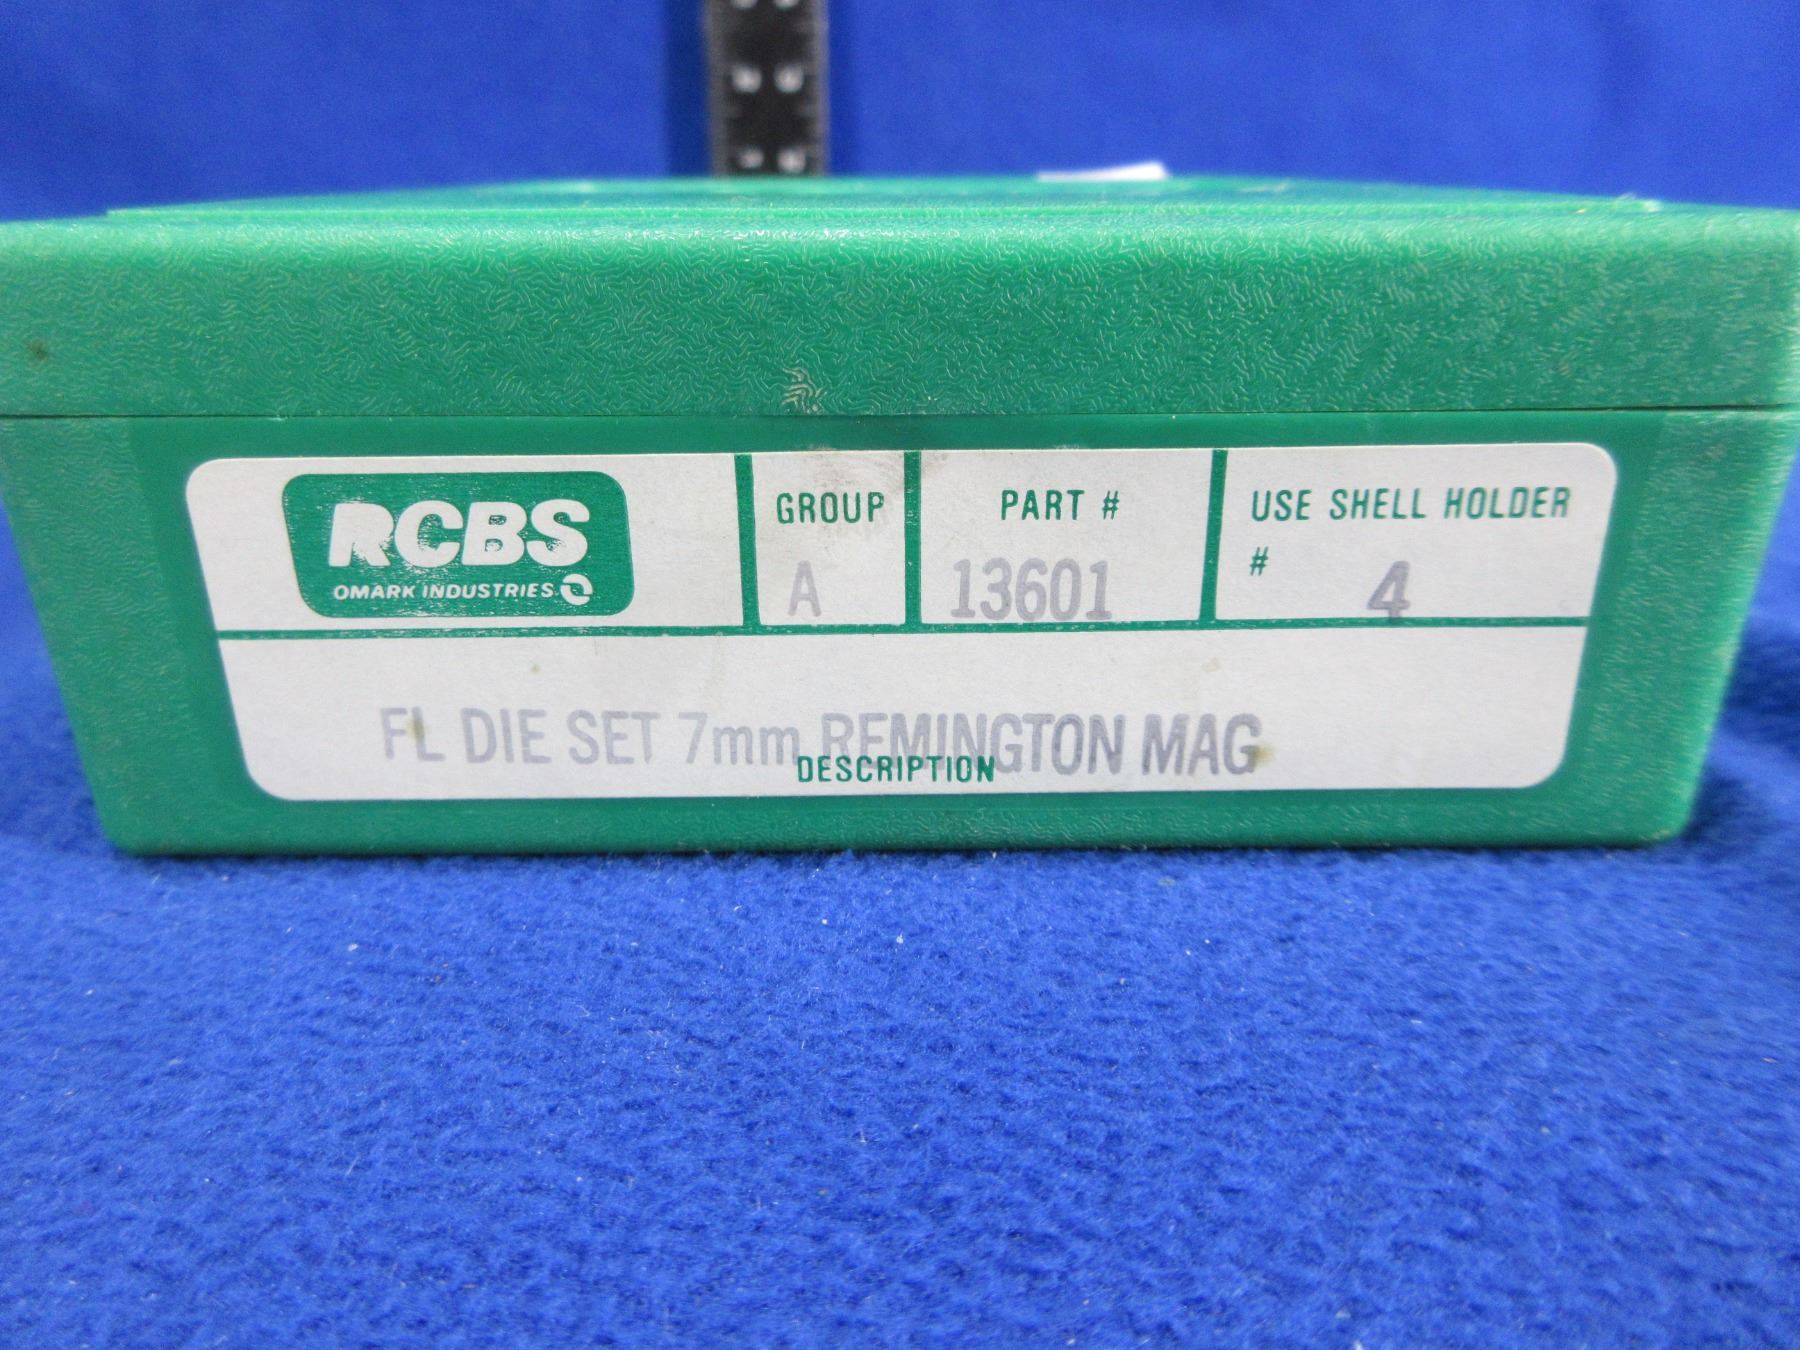 RCBS
OMARK INDUSTRIES
GROUP
A
PART #
13601
USE SHELL HOLDER
# 4
FL DIE SET 7mm REMINGTON MAG
DESCRIPTION